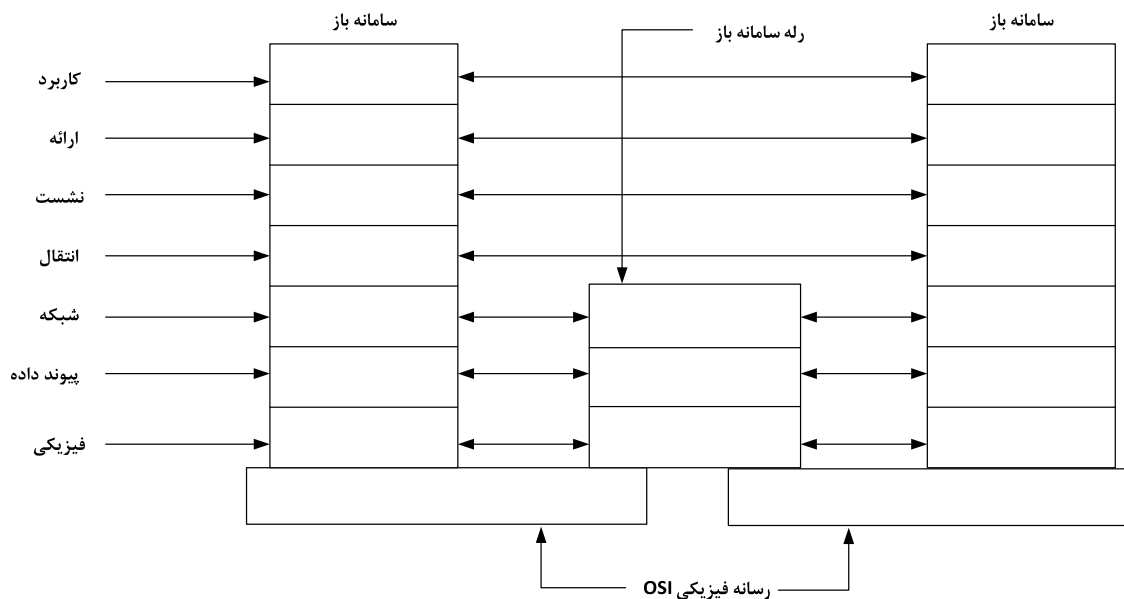 سامانه باز
سامانه باز
رله سامانه باز
کاربرد
ارائه
نشست
انتقال
شبکه
پیوند داده
فیزیکی
رسانه فیزیکی OSI